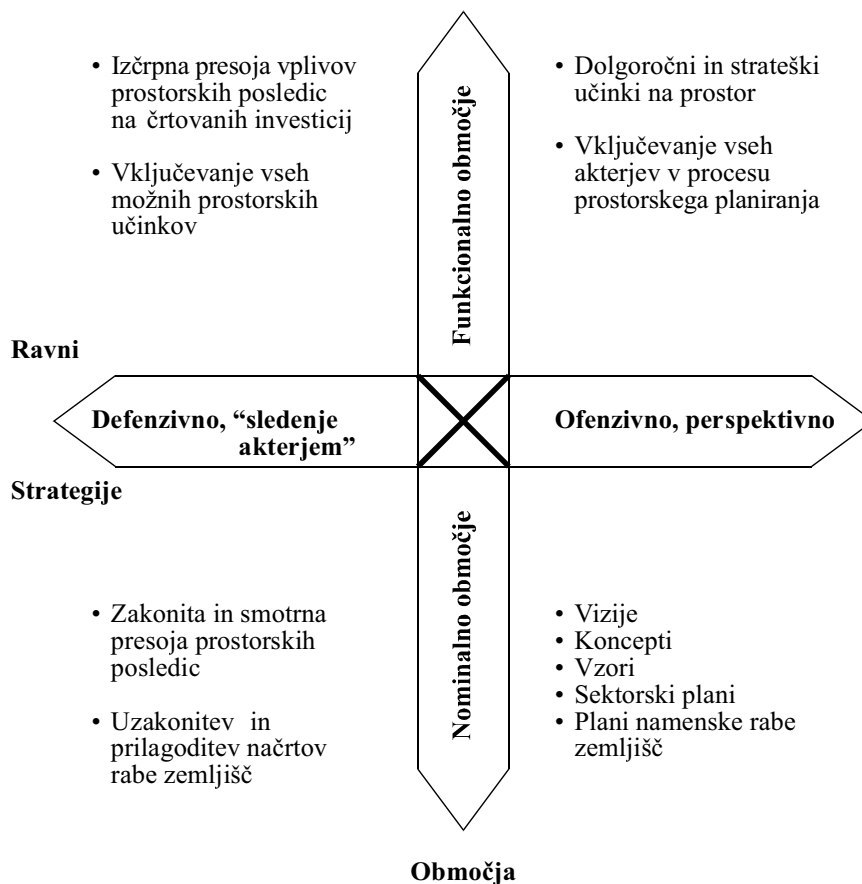 • Izčrpna presoja vplivov
prostorskih posledic
na črtovanih investicij
• Vključevanje vseh
možnih prostorskih
učinkov
Funkcionalno območje
• Dolgoročni in strateški
učinki na prostor
• Vključevanje vseh
akterjev v procesu
prostorskega planiranja
Ravni
Defenzivno, “sledenje
akterjem”
Ofenzivno, perspektivno
Strategije
• Zakonita in smotrna
presoja prostorskih
posledic
• Uzakonitev in
prilagoditev načrtov
rabe zemljišč
Nominalno območje
• Vizije
• Koncepti
• Vzori
• Sektorski plani
• Plani namenske rabe
zemljišč
Območja